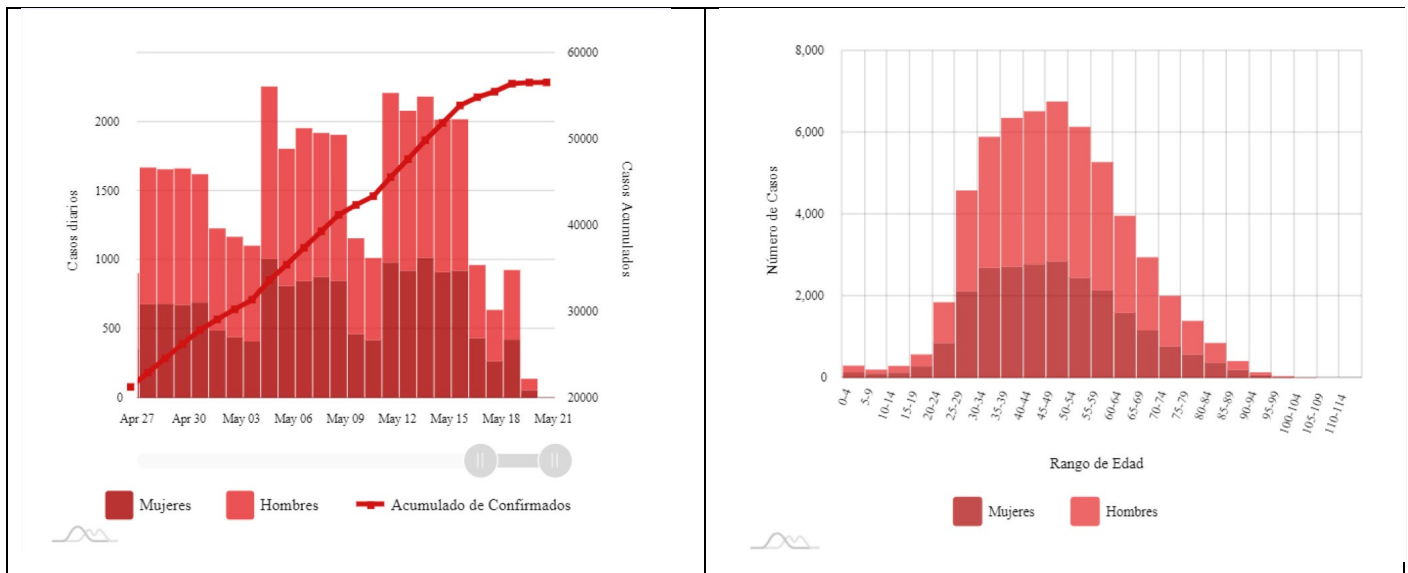 60000
2000
50000
1500
40000
1000
30000
500
0
20000
Casos diarios
Casos Acumulados
Apr 27 Apr 30 May 03 May 06 May 09 May 12 May 15 May 18 May 21
Mujeres Hombres Acumulado de Confirmados
8,000
6,000
4,000
2,000
0
Número de Casos
0-4 5-9 10-14 15-19 20-24 25-29 30-34 35-39 40-44 45-49 50-54 55-59 60-64 65-69 70-74 75-79 80-84 85-89 90-94 95-99 100-104 105-109 110-114
Rango de Edad
Mujeres Hombres